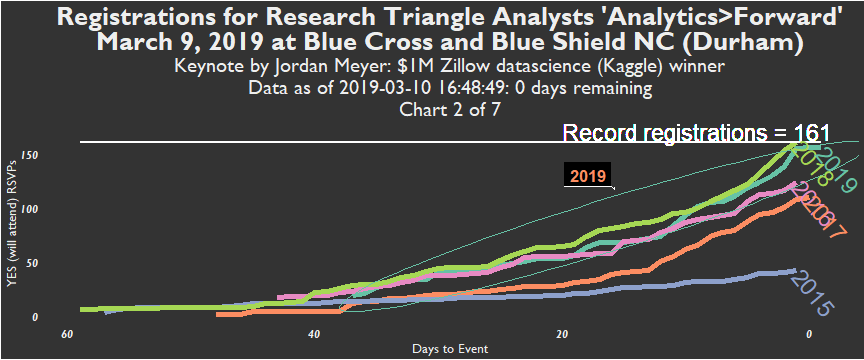 Registrations for Research Triangle Analysts 'Analytics>Forward'
March 9, 2019 at Blue Cross and Blue Shield NC (Durham)
Keynote by Jordan Meyer: $1M Zillow datascience (Kaggle) winner
Data as of 2019-03-10 16:48:49: 0 days remaining
Chart 2 of 7
Record registrations = 161
150
2019
2018
2019
2016
2017
100
YES (will attend) RSVPs
50
2015
0
60
40
20
0
Days to Event